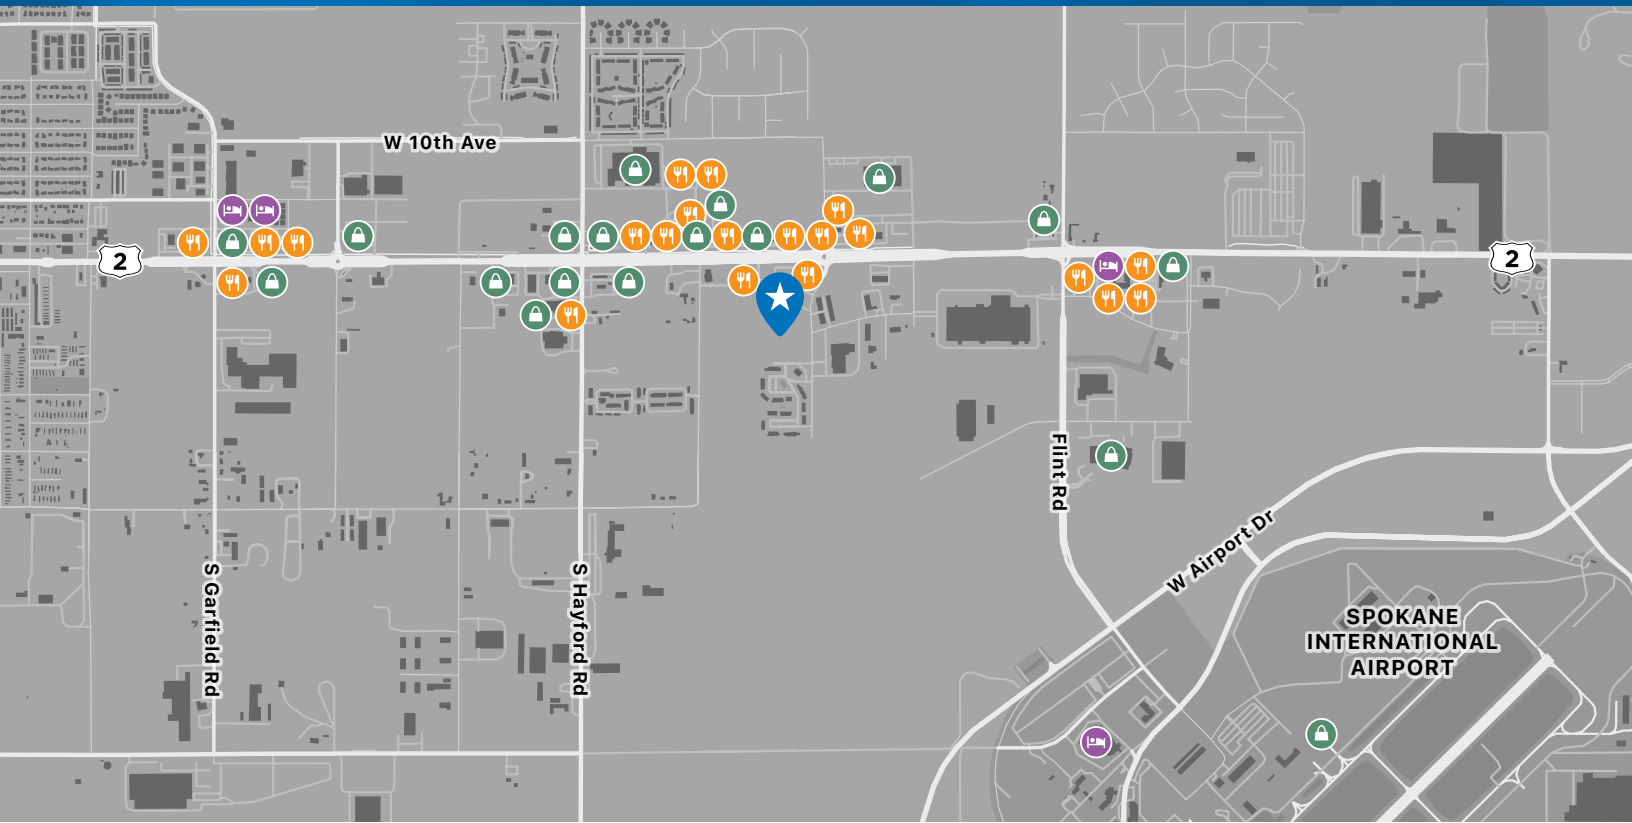 W 10th Ave
2
2
Flint Rd
W Airport Dr
S Garfield Rd
S Hayford Rd
SPOKANE
INTERNATIONAL
AIRPORT